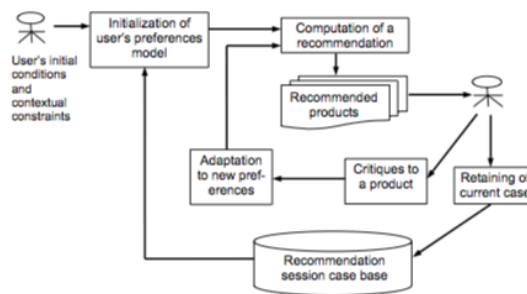 Initialization of
user's preferences
model
Computation of a
recommendation
User's initial
conditions
and
contextual
constraints
Recommended
products
Adaptation
to new pref-
erences
Critiques to
a product
Retaining of
current case
Recommendation
session case base